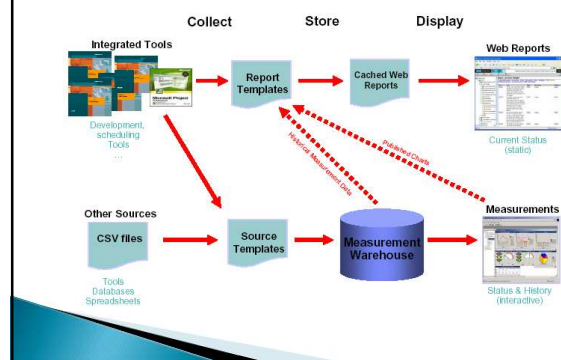 Collect Store Display
Integrated Tools
Web Reports
Report
Templates
Cached Web
Reports
Microsoft Project
Development,
scheduling
Tools
...
Current Status
(static)
Historical Measurement Data
Published Charts
Other Sources
Measurements
CSV files
Source
Templates
Measurement
Warehouse
Tools
Databases
Spreadsheets
Status & History
(interactive)